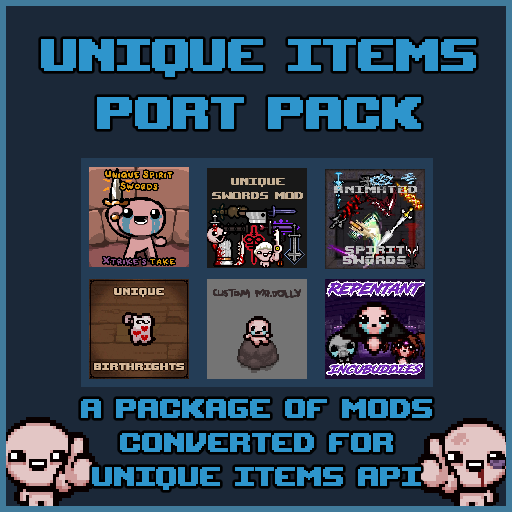 UNIQUE ITEMS
PORT PACK
UNIQUE SPIRIT
SWORDS
XTRIKE'S TAKE
UNIQUE
SWORDS MOD
ANIMATED
SPIRIT
SWORDS
UNIQUE
BIRTHRIGHTS
CUSTOM MR.DOLLY
REPENTANT
INCUBUDDIES
A PACKAGE OF MODS
CONVERTED FOR
UNIQUE ITEMS API